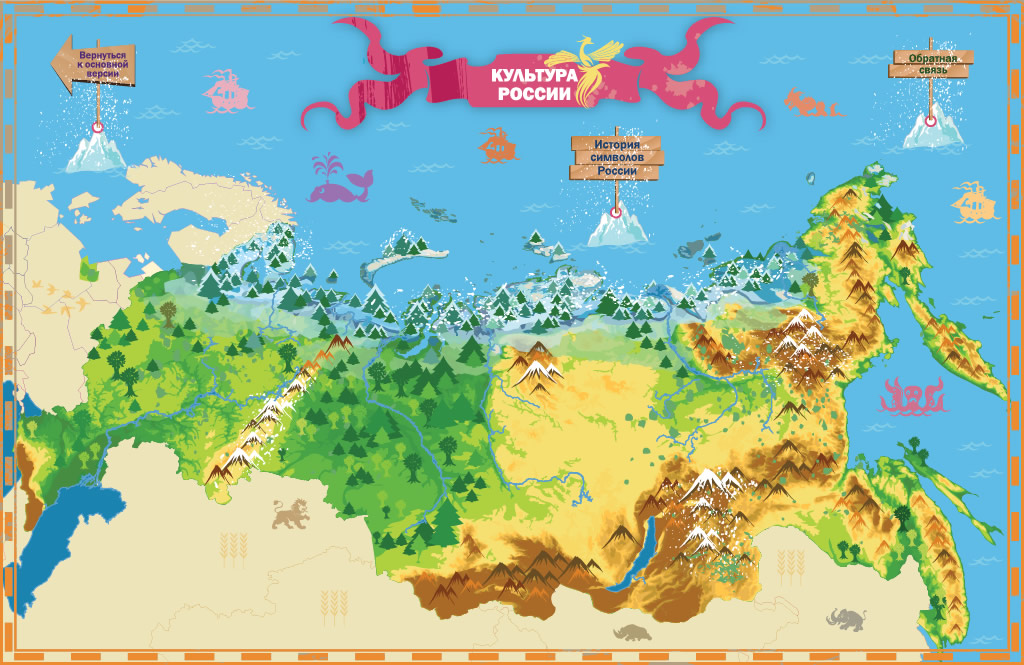 Вернуться
к основной
версии
КУЛЬТУРА
РОССИИ
Обратная
связь
История
символов
России